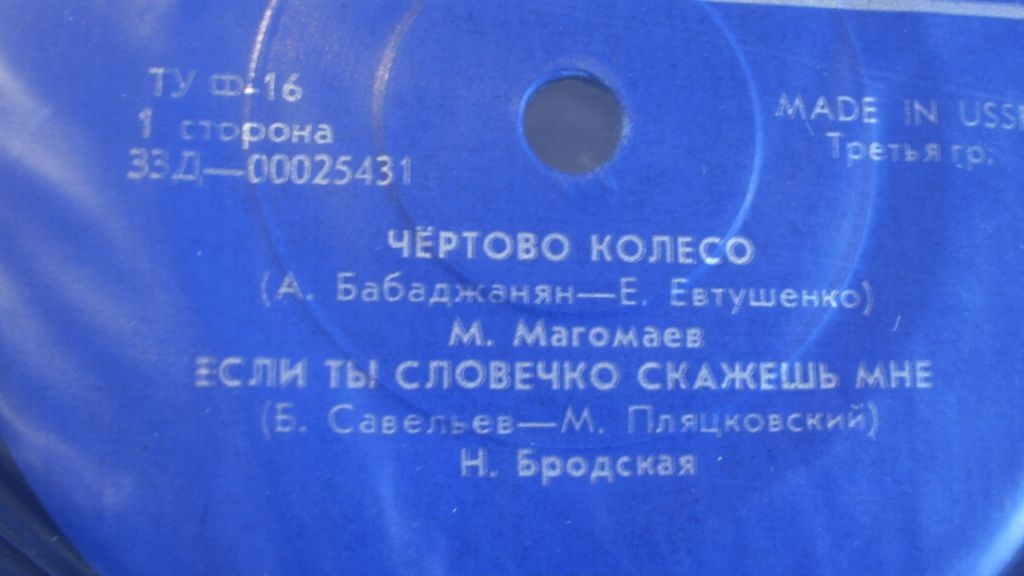 ТУ Ф-16
1 сторона
33Д—00025431
MADE IN USSR
Третья гр.
ЧЁРТОВО КОЛЕСО
(А. Бабаджанян—Е. Евтушенко)
М. Магомаев
ЕСЛИ ТЫ СЛОВЕЧКО СКАЖЕШЬ МНЕ
(Б. Савельев—М. Пляцковский)
Н. Бродская